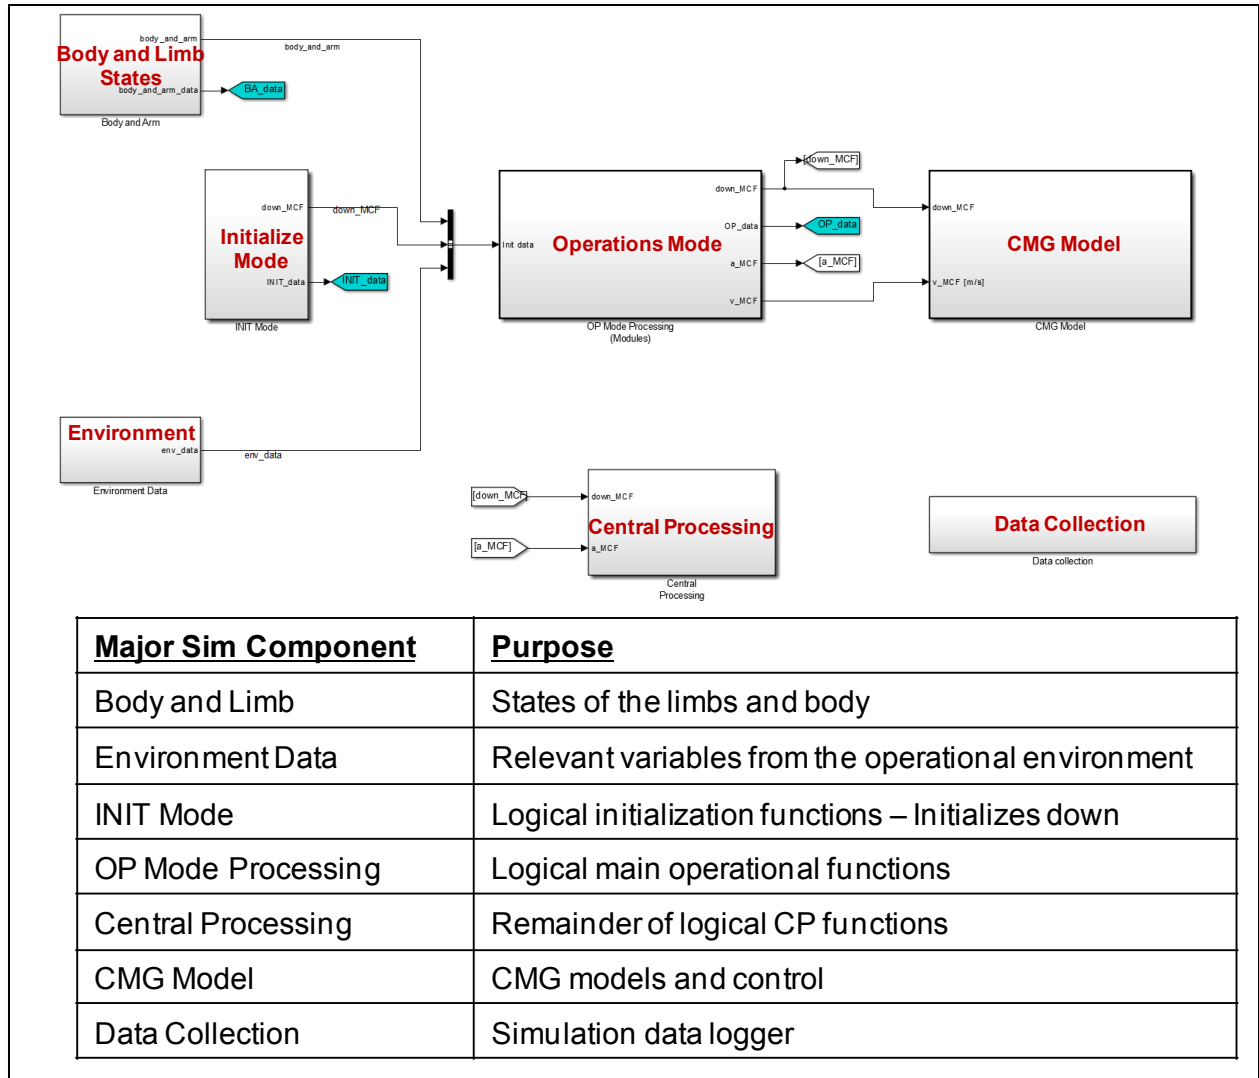 body_and_arm
body_and_arm
Body and Limb
States
body_and_arm_data
BA_data
Body and Arm
down_MCF
down_MCF
Initialize
Mode
INIT_data
INIT_data
INIT Mode
Init data
Operations Mode
down_MCF
OP_data
a_MCF
v_MCF
OP Mode Processing
(Modules)
[down_MCF]
OP_data
[a_MCF]
down_MCF
CMG Model
v_MCF [m/s]
CMG Model
Environment
env_data
env_data
Environment Data
[down_MCF]
[a_MCF]
down_MCF
Central Processing
a_MCF
Central
Processing
Data Collection
Data collection
Major Sim Component Purpose
Body and Limb States of the limbs and body
Environment Data Relevant variables from the operational environment
INIT Mode Logical initialization functions – Initializes down
OP Mode Processing Logical main operational functions
Central Processing Remainder of logical CP functions
CMG Model CMG models and control
Data Collection Simulation data logger